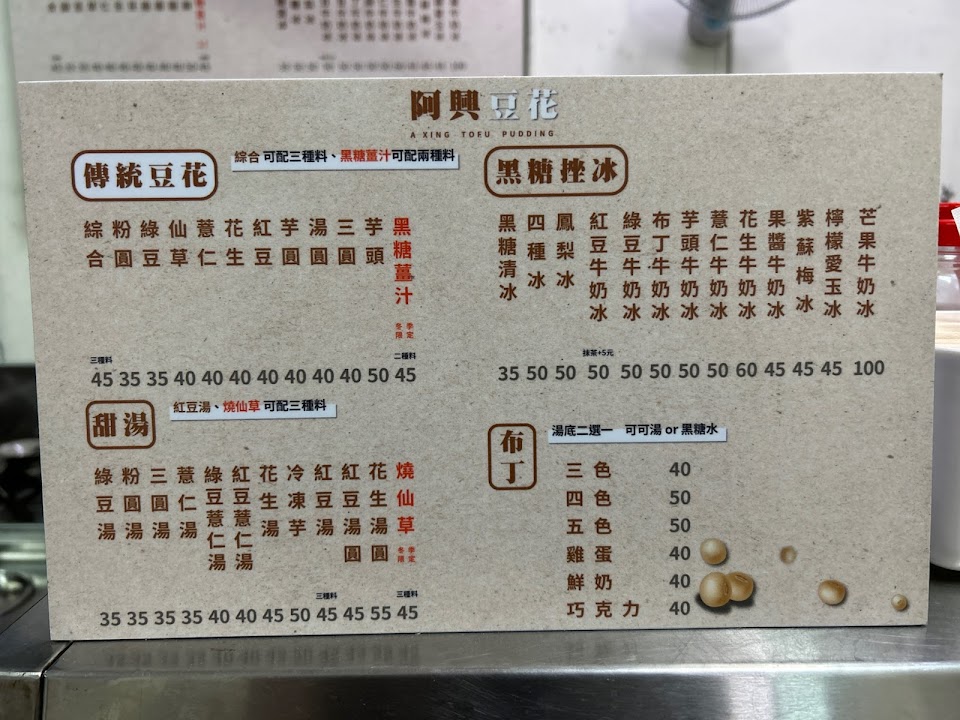 阿興豆花
A XING TOFU PUDDING
傳統豆花
綜合可配三種料、黑糖薑汁可配兩種料
綜合
粉圓
綠豆
仙草
薏仁
花生
紅豆
芋圓
湯圓
三圓
芋頭
黑糖薑汁
冬季
限定
三種料
二種料
45 35 35 40 40 40 40 40 40 40 50 45
甜湯
紅豆湯、燒仙草 可配三種料
綠豆湯
粉圓湯
三圓湯
薏仁湯
綠豆薏仁湯
紅豆薏仁湯
花生湯
冷凍芋
紅豆湯
紅豆湯圓
花生湯圓
燒仙草
冬季
限定
三種料
三種料
35 35 35 35 40 40 45 50 45 45 55 45
黑糖挫冰
黑糖清冰
四種冰
鳳梨冰
紅豆牛奶冰
綠豆牛奶冰
布丁牛奶冰
芋頭牛奶冰
薏仁牛奶冰
花生牛奶冰
果醬牛奶冰
紫蘇梅冰
檸檬愛玉冰
芒果牛奶冰
抹茶+5元
35 50 50 50 50 50 50 50 60 45 45 45 100
布丁
湯底二選一 可可湯 or 黑糖水
三色 40
四色 50
五色 50
雞蛋 40
鮮奶 40
巧克力 40